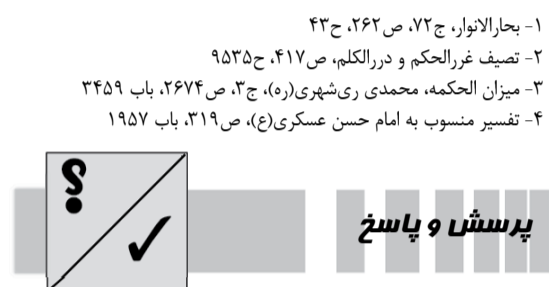 ۱- بحارالانوار، ج۷۲، ص۲۶۲، ح۴۳
۲- تصیف غررالحکم و دررالکلم، ص۴۱۷، ح۹۵۳۵
۳- میزان الحکمه، محمدی ری‌شهری(ره)، ج۳، ص۲۶۷۴، باب ۳۴۵۹
۴- تفسیر منسوب به امام حسن عسکری(ع)، ص۳۱۹، باب ۱۹۵۷
؟
پرسش و پاسخ